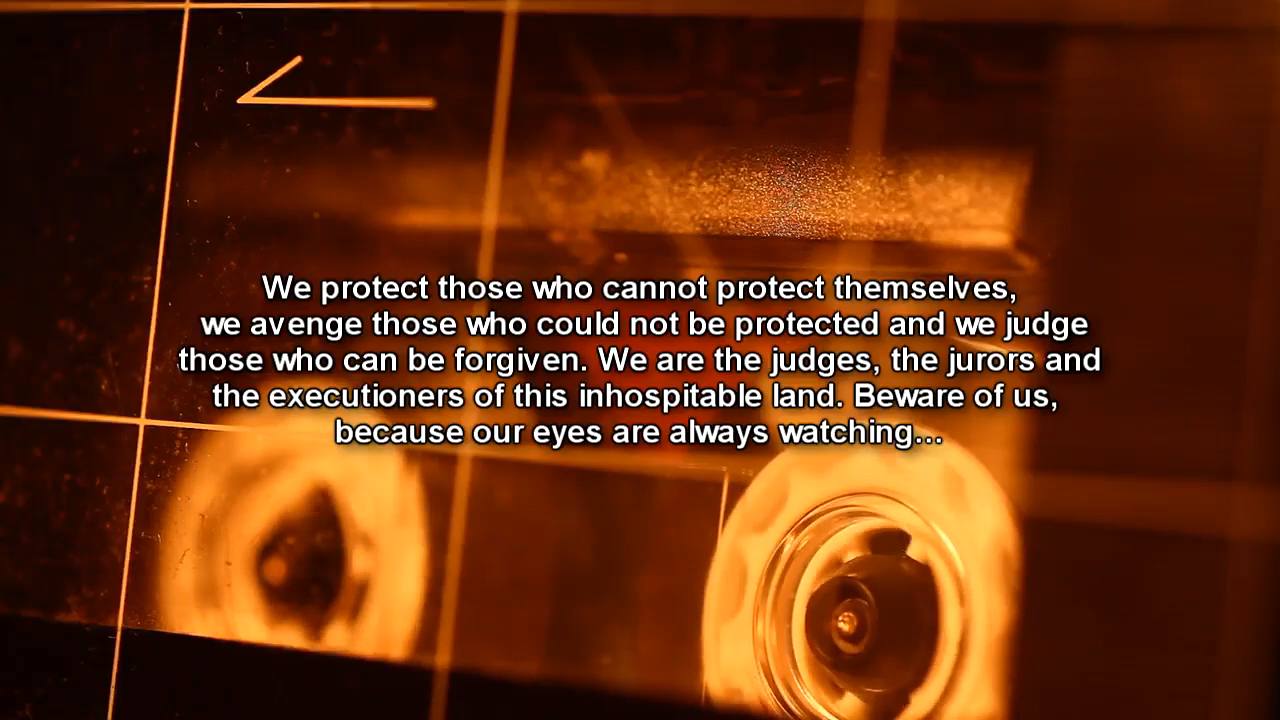 We protect those who cannot protect themselves,
we avenge those who could not be protected and we judge
those who can be forgiven. We are the judges, the jurors and
the executioners of this inhospitable land. Beware of us,
because our eyes are always watching...